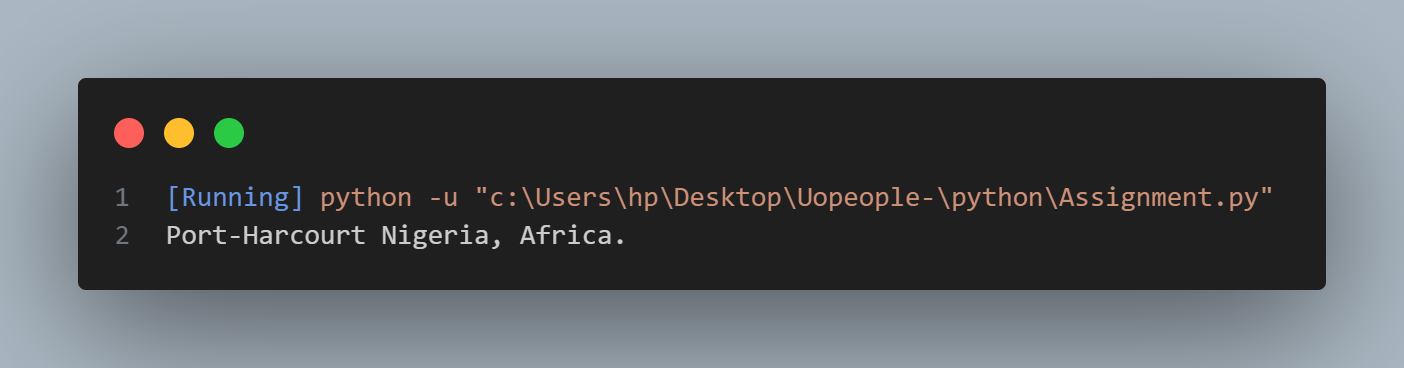 1 [Running] python -u "c:\Users\hp\Desktop\Uopeople-\python\Assignment.py"
2 Port-Harcourt Nigeria, Africa.